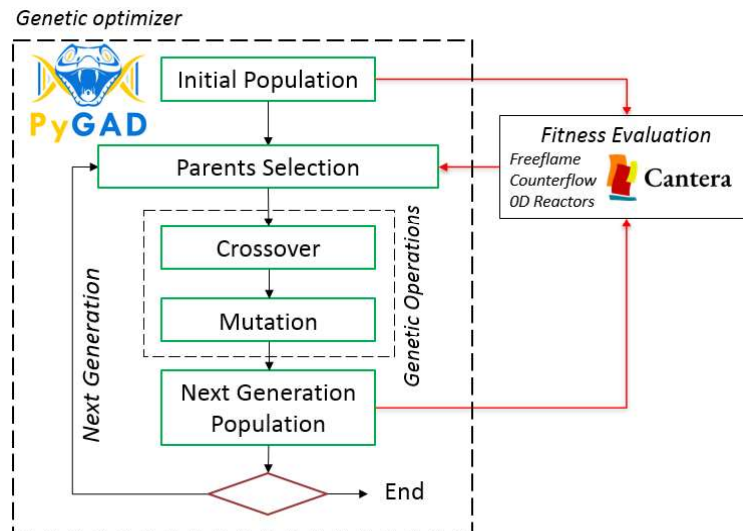 Genetic optimizer
PyGAD
Initial Population
Parents Selection
Crossover
Mutation
Genetic Operations
Next Generation
Population
Next Generation
End
Fitness Evaluation
Freeflame
Counterflow
0D Reactors
Cantera